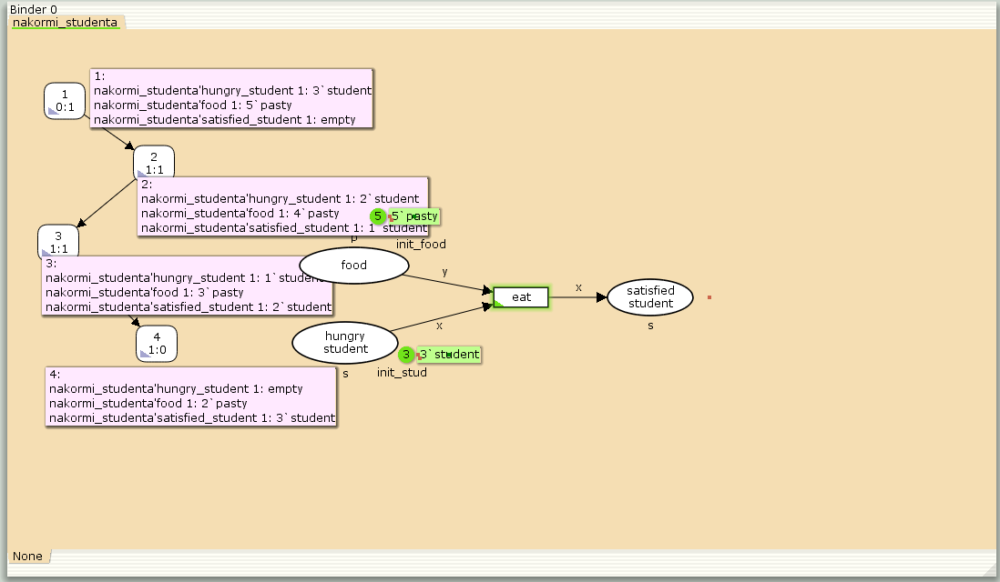 Binder 0
nakormi_studenta
1
0:1
1:
nakormi_studenta'hungry_student 1: 3`student
nakormi_studenta'food 1: 5`pasty
nakormi_studenta'satisfied_student 1: empty
2
1:1
2:
nakormi_studenta'hungry_student 1: 2`student
nakormi_studenta'food 1: 4`pasty
nakormi_studenta'satisfied_student 1: 1`student
5
5`pasty
p
init_food
3
1:1
3:
nakormi_studenta'hungry_student 1: 1`student
nakormi_studenta'food 1: 3`pasty
nakormi_studenta'satisfied_student 1: 2`student
food
y
eat
x
satisfied
student
s
x
hungry
student
s
3
3`student
init_stud
4
1:0
4:
nakormi_studenta'hungry_student 1: empty
nakormi_studenta'food 1: 2`pasty
nakormi_studenta'satisfied_student 1: 3`student
None